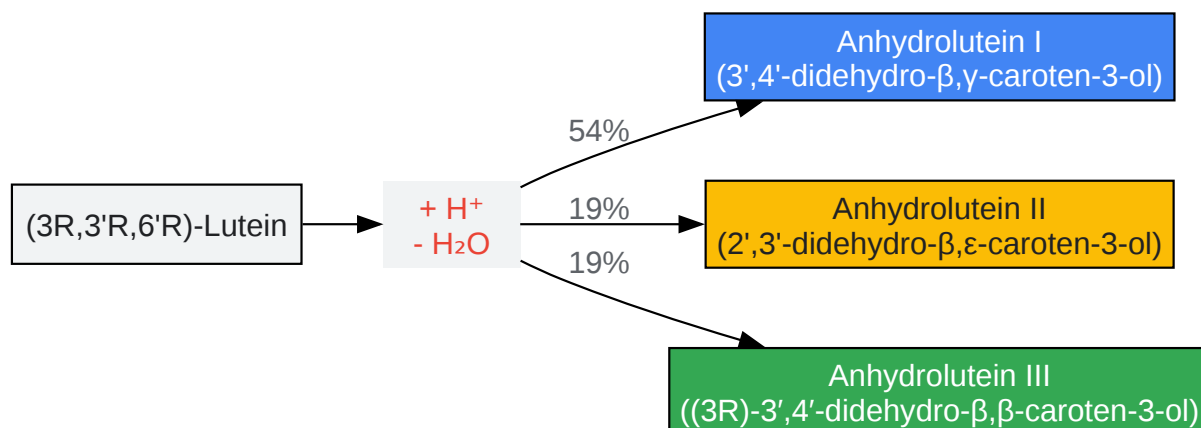 (3R,3'R,6'R)-Lutein
+ H⁺
- H₂O
54%
19%
19%
Anhydrolutein I
(3',4'-didehydro-β,γ-caroten-3-ol)
Anhydrolutein II
(2',3'-didehydro-β,ε-caroten-3-ol)
Anhydrolutein III
((3R)-3′,4′-didehydro-β,β-caroten-3-ol)